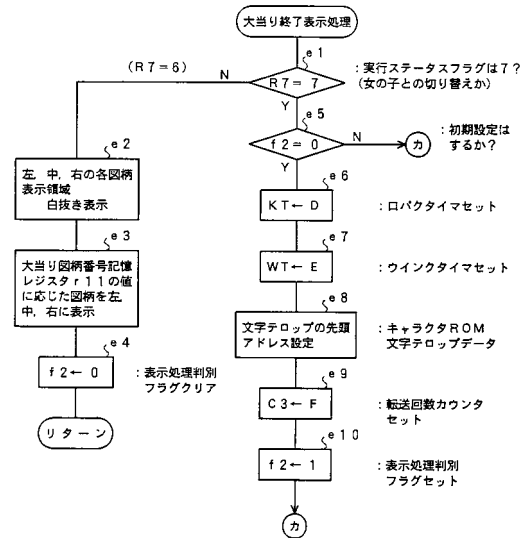 大当り終了表示処理
e1
(R7=6)
N
R7=7
:実行ステータスフラグは7?
(女の子との切り替えか)
Y
e5
f2=0
N
カ
:初期設定は
するか?
Y
e2
左，中，右の各図柄
表示領域
白抜き表示
e3
大当り図柄番号記憶
レジスタr11の値
に応じた図柄を左，
中，右に表示
e4
f2←0
:表示処理判別
フラグクリア
リターン
e6
KT←D
:口パクタイマセット
e7
WT←E
:ウインクタイマセット
e8
文字テロップの先頭
アドレス設定
:キャラクタROM
文字テロップデータ
e9
C3←F
:転送回数カウンタ
セット
e10
f2←1
:表示処理判別
フラグセット
カ